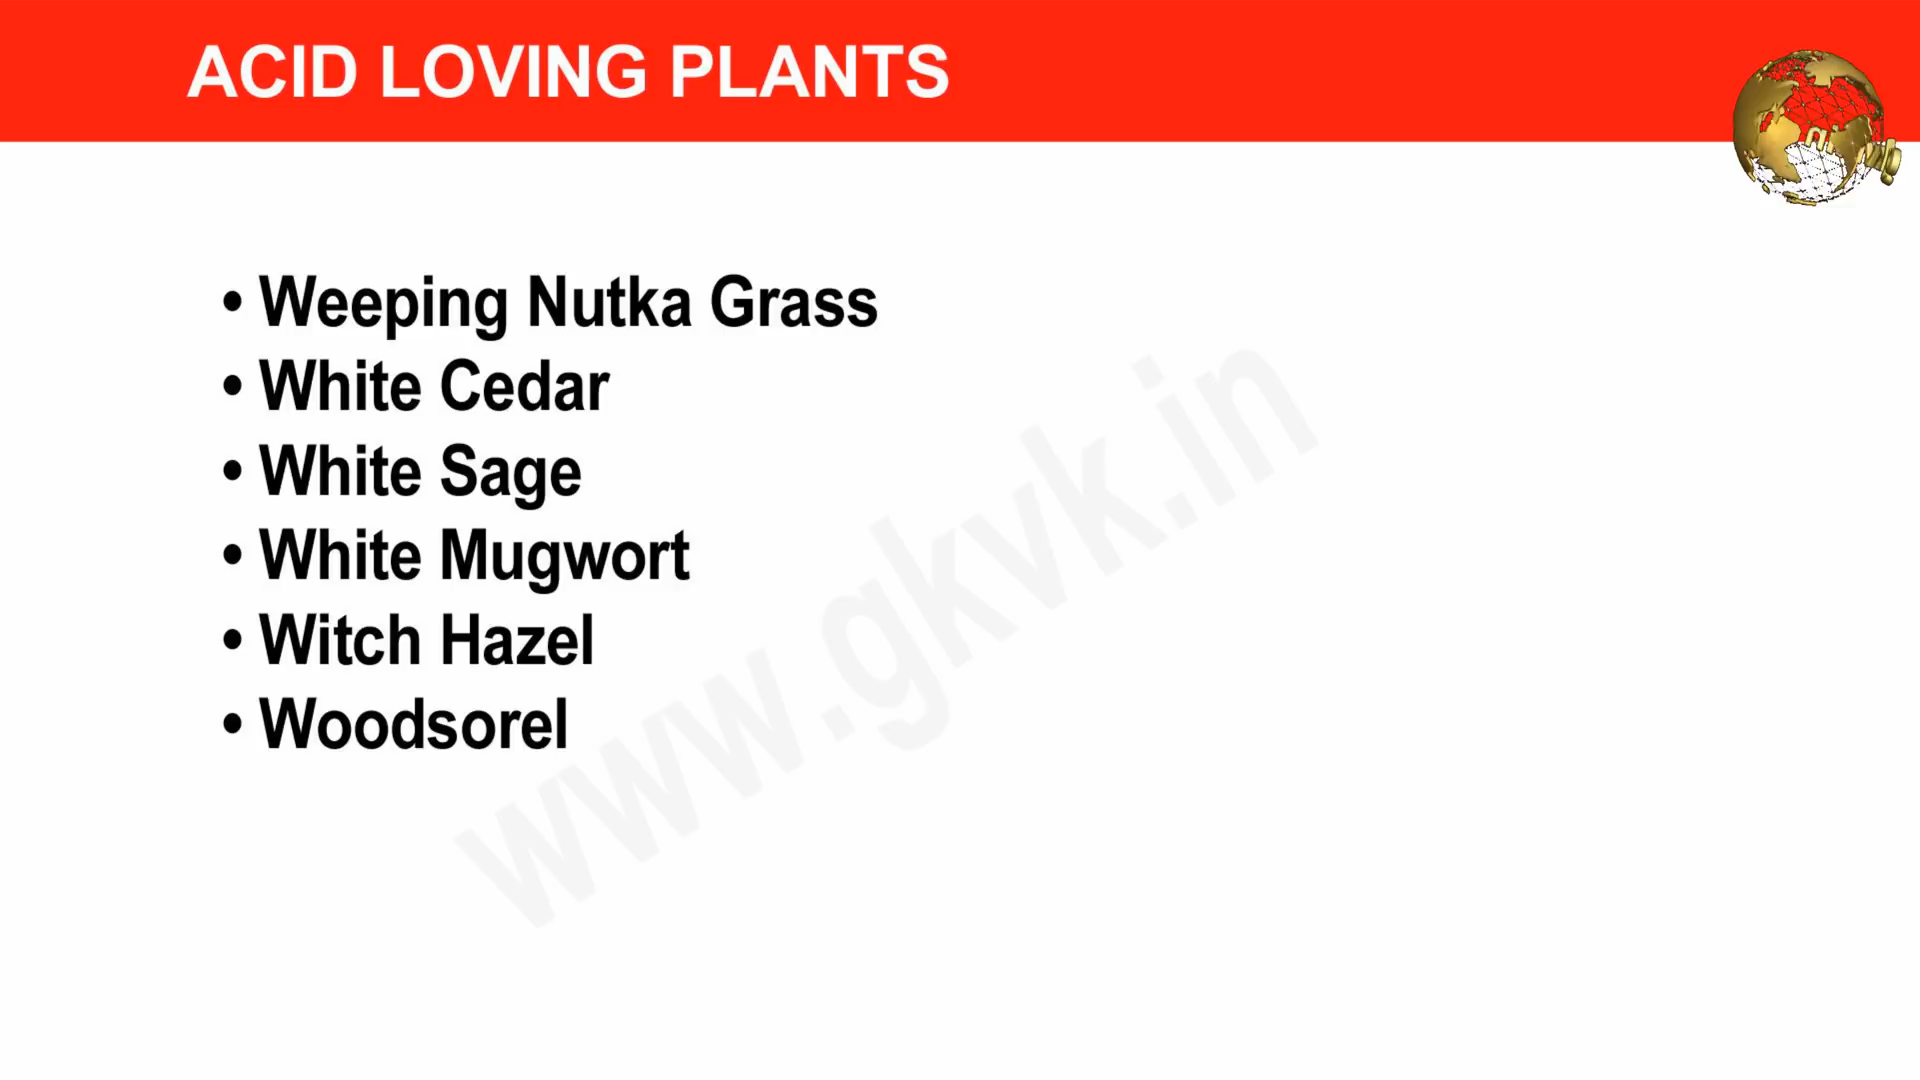 ACID LOVING PLANTS
• Weeping Nutka Grass
• White Cedar
• White Sage
• White Mugwort
• Witch Hazel
• Woodsorel
www.gkvk.in